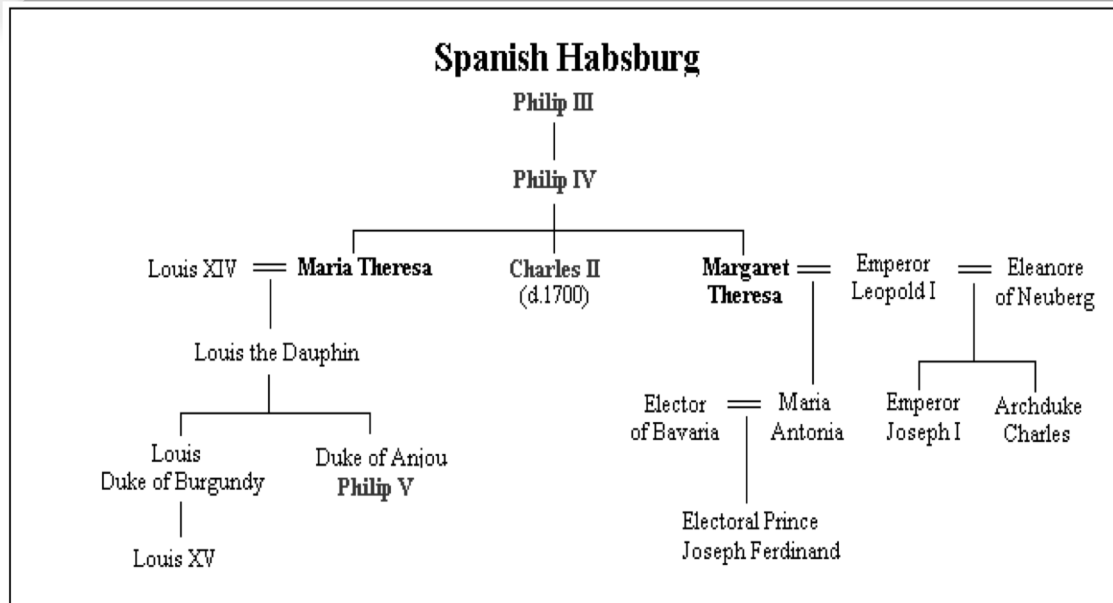 Spanish Habsburg
Philip III
Philip IV
Louis XIV
Maria Theresa
Charles II
(d.1700)
Margaret
Theresa
Emperor
Leopold I
Eleanore
of Neuberg
Louis the Dauphin
Elector
of Bavaria
Maria
Antonia
Emperor
Joseph I
Archduke
Charles
Louis
Duke of Burgundy
Duke of Anjou
Philip V
Louis XV
Electoral Prince
Joseph Ferdinand